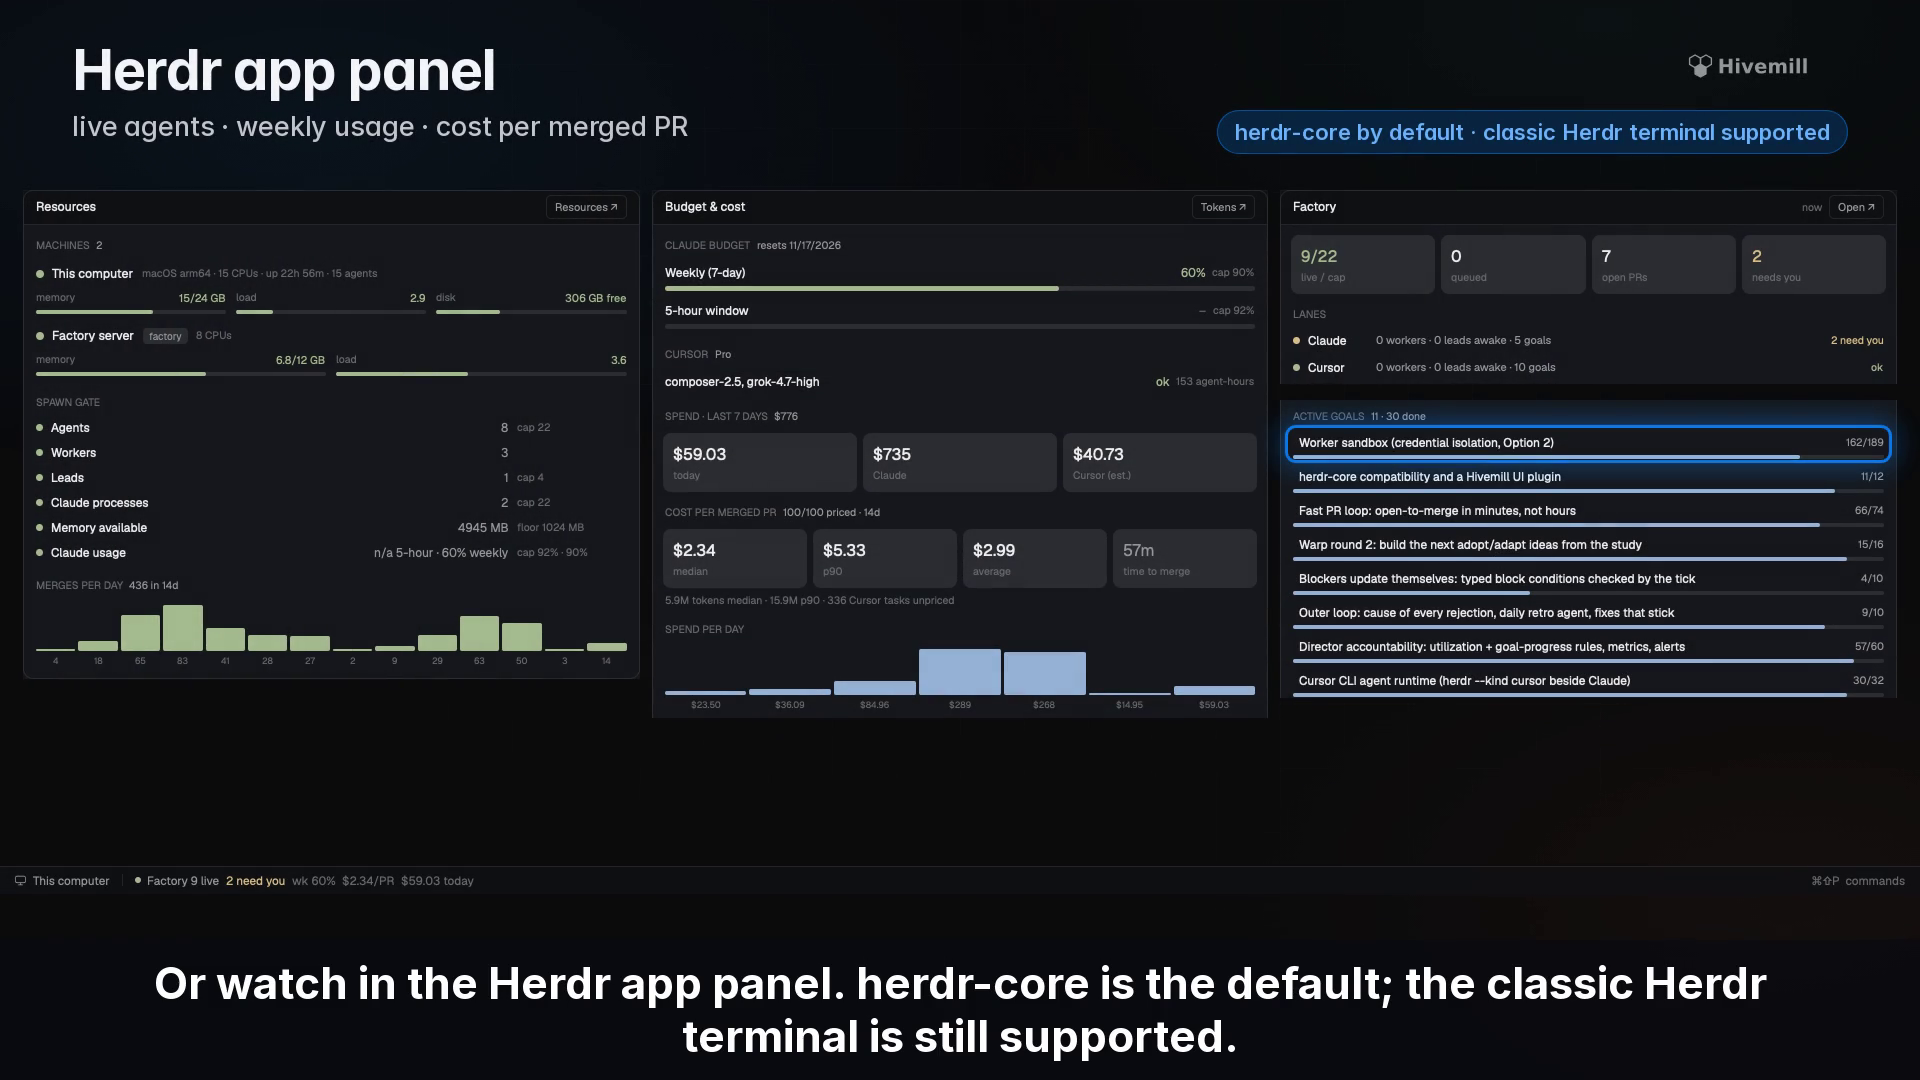 Herdr app panel
live agents · weekly usage · cost per merged PR
Hivemill
herdr-core by default · classic Herdr terminal supported
Resources
Resources ↗
MACHINES 2
This computer macOS arm64 · 15 CPUs · up 22h 56m · 15 agents
memory 15/24 GB load 2.9 disk 306 GB free
Factory server factory 8 CPUs
memory 6.8/12 GB load 3.6
SPAWN GATE
Agents 8 cap 22
Workers 3
Leads 1 cap 4
Claude processes 2 cap 22
Memory available 4945 MB floor 1024 MB
Claude usage n/a 5-hour · 60% weekly cap 92% · 90%
MERGES PER DAY 436 in 14d
4 18 65 83 41 28 27 2 9 29 63 50 3 14
Budget & cost
Tokens ↗
CLAUDE BUDGET resets 11/17/2026
Weekly (7-day) 60% cap 90%
5-hour window – cap 92%
CURSOR Pro
composer-2.5, grok-4.7-high ok 153 agent-hours
SPEND · LAST 7 DAYS $776
$59.03 $735 $40.73
today Claude Cursor (est.)
COST PER MERGED PR 100/100 priced · 14d
$2.34 $5.33 $2.99 57m
median p90 average time to merge
5.9M tokens median · 15.9M p90 · 336 Cursor tasks unpriced
SPEND PER DAY
$23.50 $36.09 $84.96 $289 $268 $14.95 $59.03
Factory
now Open ↗
9/22 0 7 2
live / cap queued open PRs needs you
LANES
Claude 0 workers · 0 leads awake · 5 goals 2 need you
Cursor 0 workers · 0 leads awake · 10 goals ok
ACTIVE GOALS 11 · 30 done
Worker sandbox (credential isolation, Option 2) 162/189
herdr-core compatibility and a Hivemill UI plugin 11/12
Fast PR loop: open-to-merge in minutes, not hours 66/74
Warp round 2: build the next adopt/adapt ideas from the study 15/16
Blockers update themselves: typed block conditions checked by the tick 4/10
Outer loop: cause of every rejection, daily retro agent, fixes that stick 9/10
Director accountability: utilization + goal-progress rules, metrics, alerts 57/60
Cursor CLI agent runtime (herdr --kind cursor beside Claude) 30/32
This computer Factory 9 live 2 need you wk 60% $2.34/PR $59.03 today
⌘⇧P commands
Or watch in the Herdr app panel. herdr-core is the default; the classic Herdr
terminal is still supported.